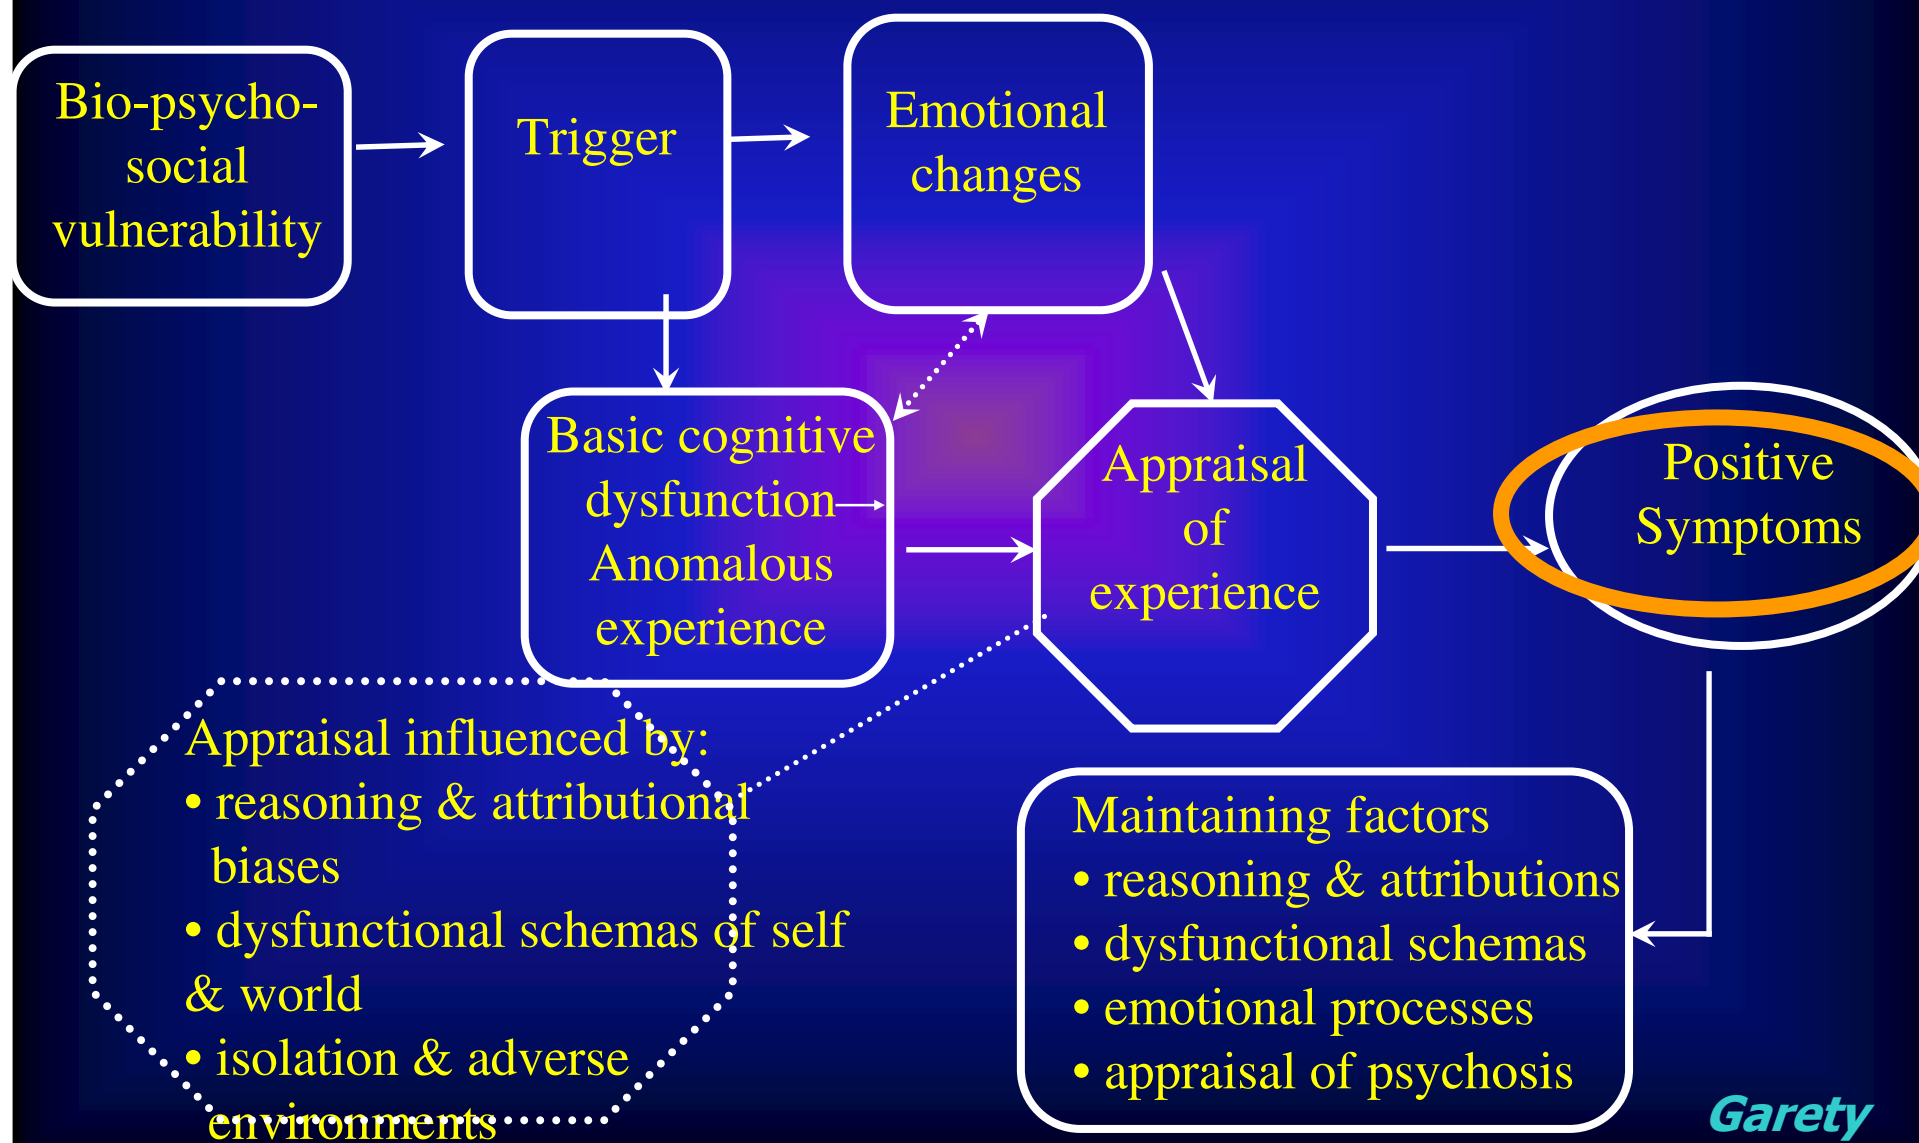 Bio-psycho-
social
vulnerability
Trigger
Emotional
changes
Basic cognitive
dysfunction
Anomalous
experience
Appraisal
of
experience
Positive
Symptoms
Appraisal influenced by:
• reasoning & attributional
biases
• dysfunctional schemas of self
& world
• isolation & adverse
environments
Maintaining factors
• reasoning & attributions
• dysfunctional schemas
• emotional processes
• appraisal of psychosis
Garety